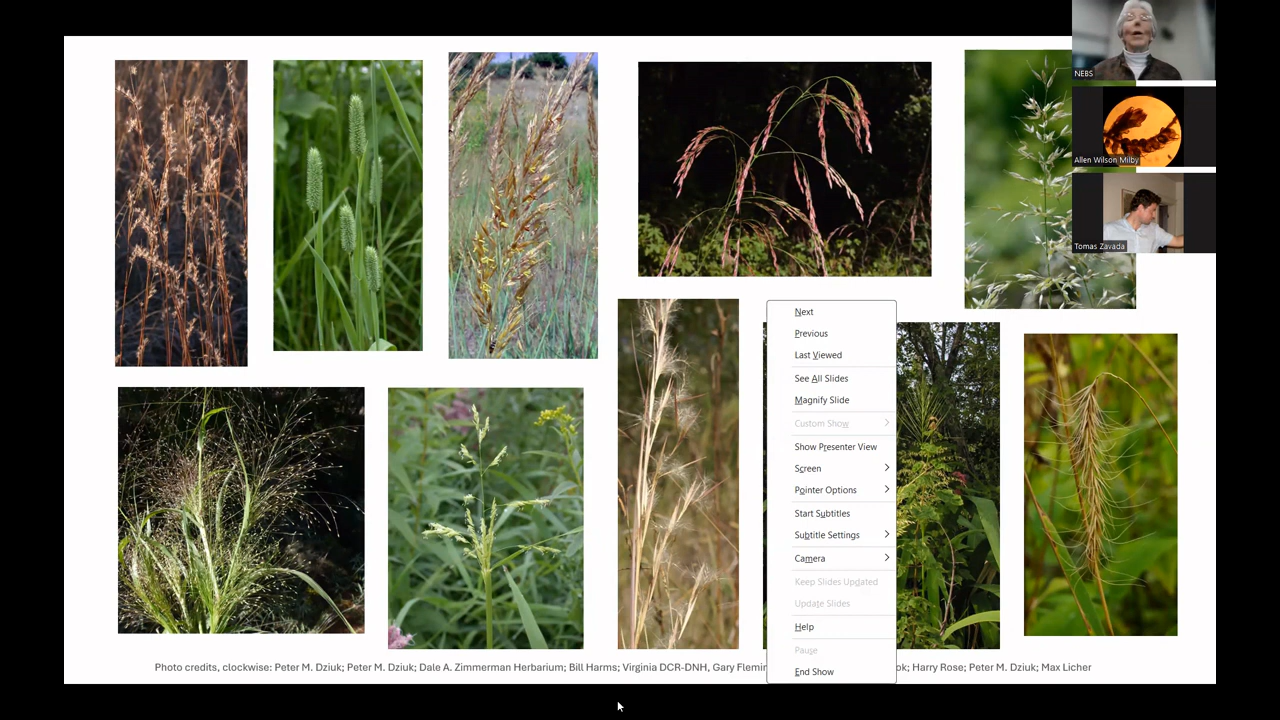 NEBS
Allen Wilson Milby
Tomas Zavada
Next
Previous
Last Viewed
See All Slides
Magnify Slide
Custom Show
Show Presenter View
Screen
Pointer Options
Start Subtitles
Subtitle Settings
Camera
Keep Slides Updated
Update Slides
Help
Pause
End Show
Photo credits, clockwise: Peter M. Dziuk; Peter M. Dziuk; Dale A. Zimmerman Herbarium; Bill Harms; Virginia DCR-DNH, Gary Harry Rose; Peter M. Dziuk; Max Licher